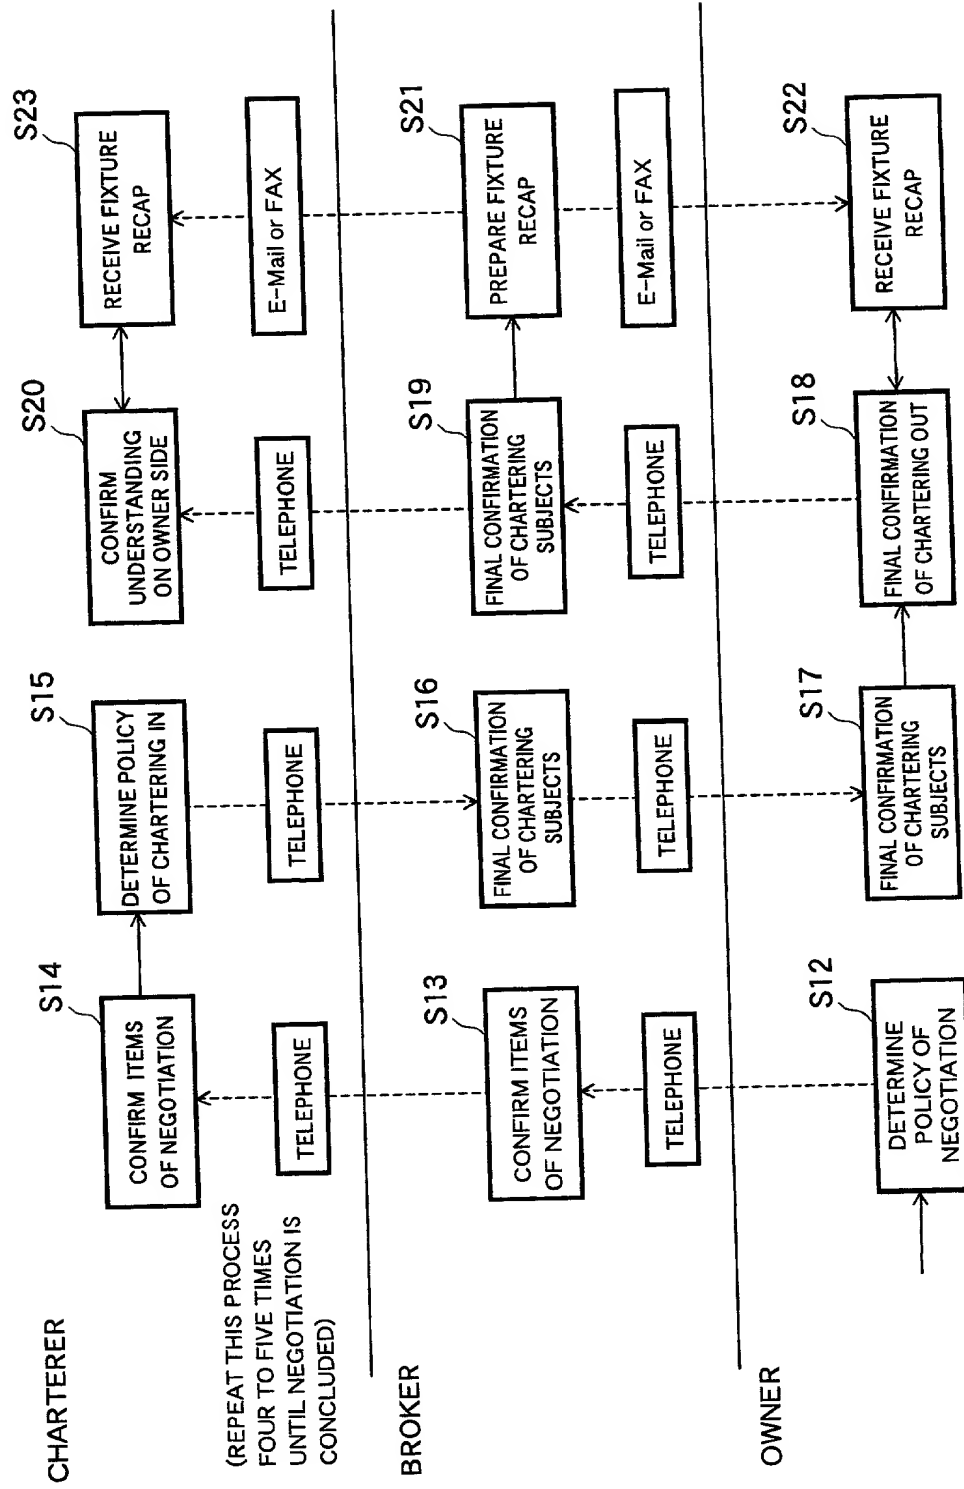 CHARTERER
S14
CONFIRM ITEMS
OF NEGOTIATION
S15
DETERMINE POLICY
OF CHARTERING IN
S20
CONFIRM
UNDERSTANDING
ON OWNER SIDE
S23
RECEIVE FIXTURE
RECAP
(REPEAT THIS PROCESS
FOUR TO FIVE TIMES
UNTIL NEGOTIATION IS
CONCLUDED)
TELEPHONE
TELEPHONE
TELEPHONE
E-Mail or FAX
BROKER
S13
CONFIRM ITEMS
OF NEGOTIATION
S16
FINAL CONFIRMATION
OF CHARTERING
SUBJECTS
S19
FINAL CONFIRMATION
OF CHARTERING
SUBJECTS
S21
PREPARE FIXTURE
RECAP
TELEPHONE
TELEPHONE
TELEPHONE
E-Mail or FAX
OWNER
S12
DETERMINE
POLICY OF
NEGOTIATION
S17
FINAL CONFIRMATION
OF CHARTERING
SUBJECTS
S18
FINAL CONFIRMATION
OF CHARTERING OUT
S22
RECEIVE FIXTURE
RECAP